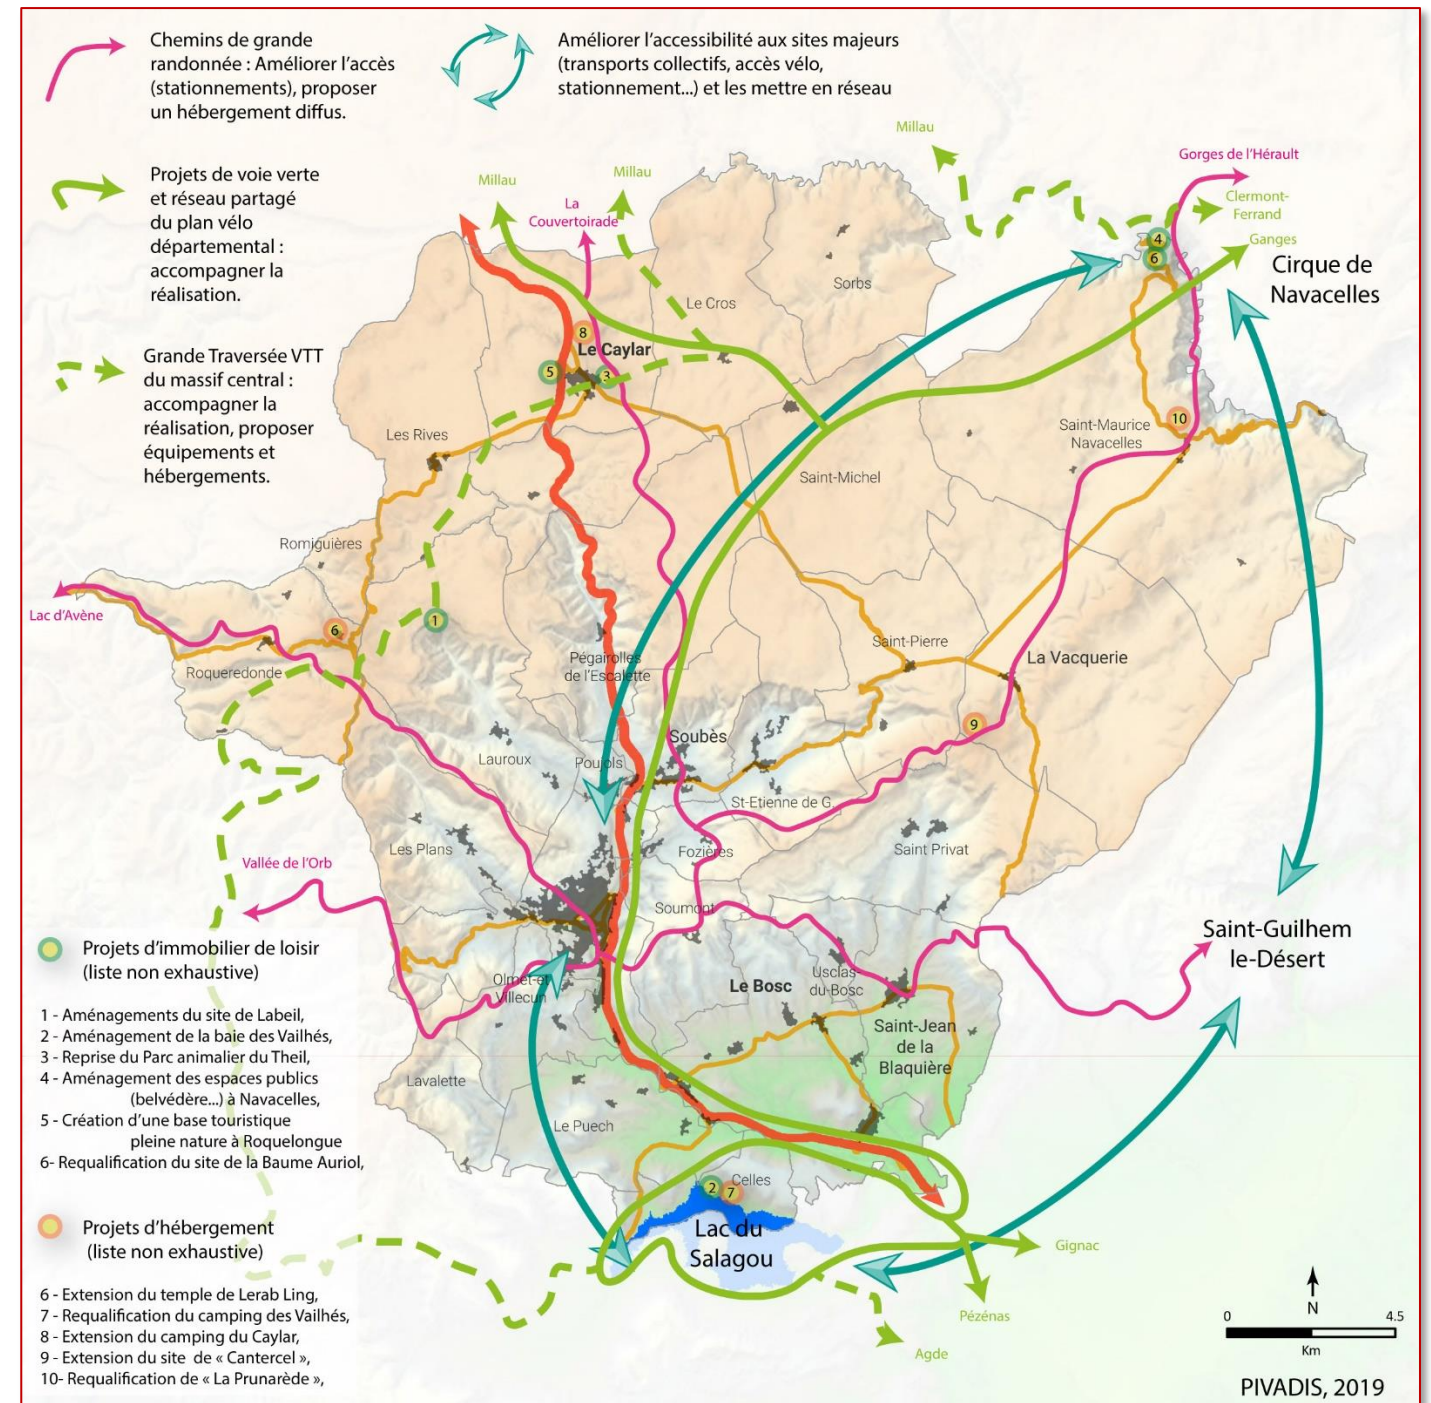 Chemins de grande
randonnée : Améliorer l'accès
(stationnements), proposer
un hébergement diffus.
Améliorer l'accessibilité aux sites majeurs
(transports collectifs, accès vélo,
stationnement...) et les mettre en réseau
Projets de voie verte
et réseau partagé
du plan vélo
départemental :
accompagner la
réalisation.
Grande Traversée VTT
du massif central :
accompagner la
réalisation, proposer
équipements et
hébergements.
Millau
Millau
Millau
La
Couvertoirade
Gorges de l'Hérault
Clermont-
Ferrand
Ganges
4
6
Cirque de
Navacelles
Sorbs
Le Cros
8
Le Caylar
5
3
Les Rives
Saint-Maurice
Navacelles
10
Saint-Michel
Romiguières
Lac d'Avène
6
1
Roqueredonde
Pégairolles
de l'Escalette
Saint-Pierre
La Vacquerie
9
Soubès
Lauroux
Poujols
St-Etienne de G.
Les Plans
Fozières
Saint Privat
Vallée de l'Orb
Soumont
Saint-Guilhem
le-Désert
Olmet-et
Villecun
Le Bosc
Usclas-
du-Bosc
Saint-Jean
de la
Blaquière
Lavalette
Le Puech
Celles
2
7
Lac du
Salagou
Gignac
Pézénas
Agde
Projets d'immobilier de loisir
(liste non exhaustive)
1 - Aménagements du site de Labeil,
2 - Aménagement de la baie des Vailhés,
3 - Reprise du Parc animalier du Theil,
4 - Aménagement des espaces publics
(belvédère...) à Navacelles,
5 - Création d'une base touristique
pleine nature à Roquelongue
6- Requalification du site de la Baume Auriol,
Projets d'hébergement
(liste non exhaustive)
6 - Extension du temple de Lerab Ling,
7 - Requalification du camping des Vailhés,
8 - Extension du camping du Caylar,
9 - Extension du site de « Cantercel »,
10- Requalification de « La Prunarède »,
N
0
4.5
Km
PIVADIS, 2019